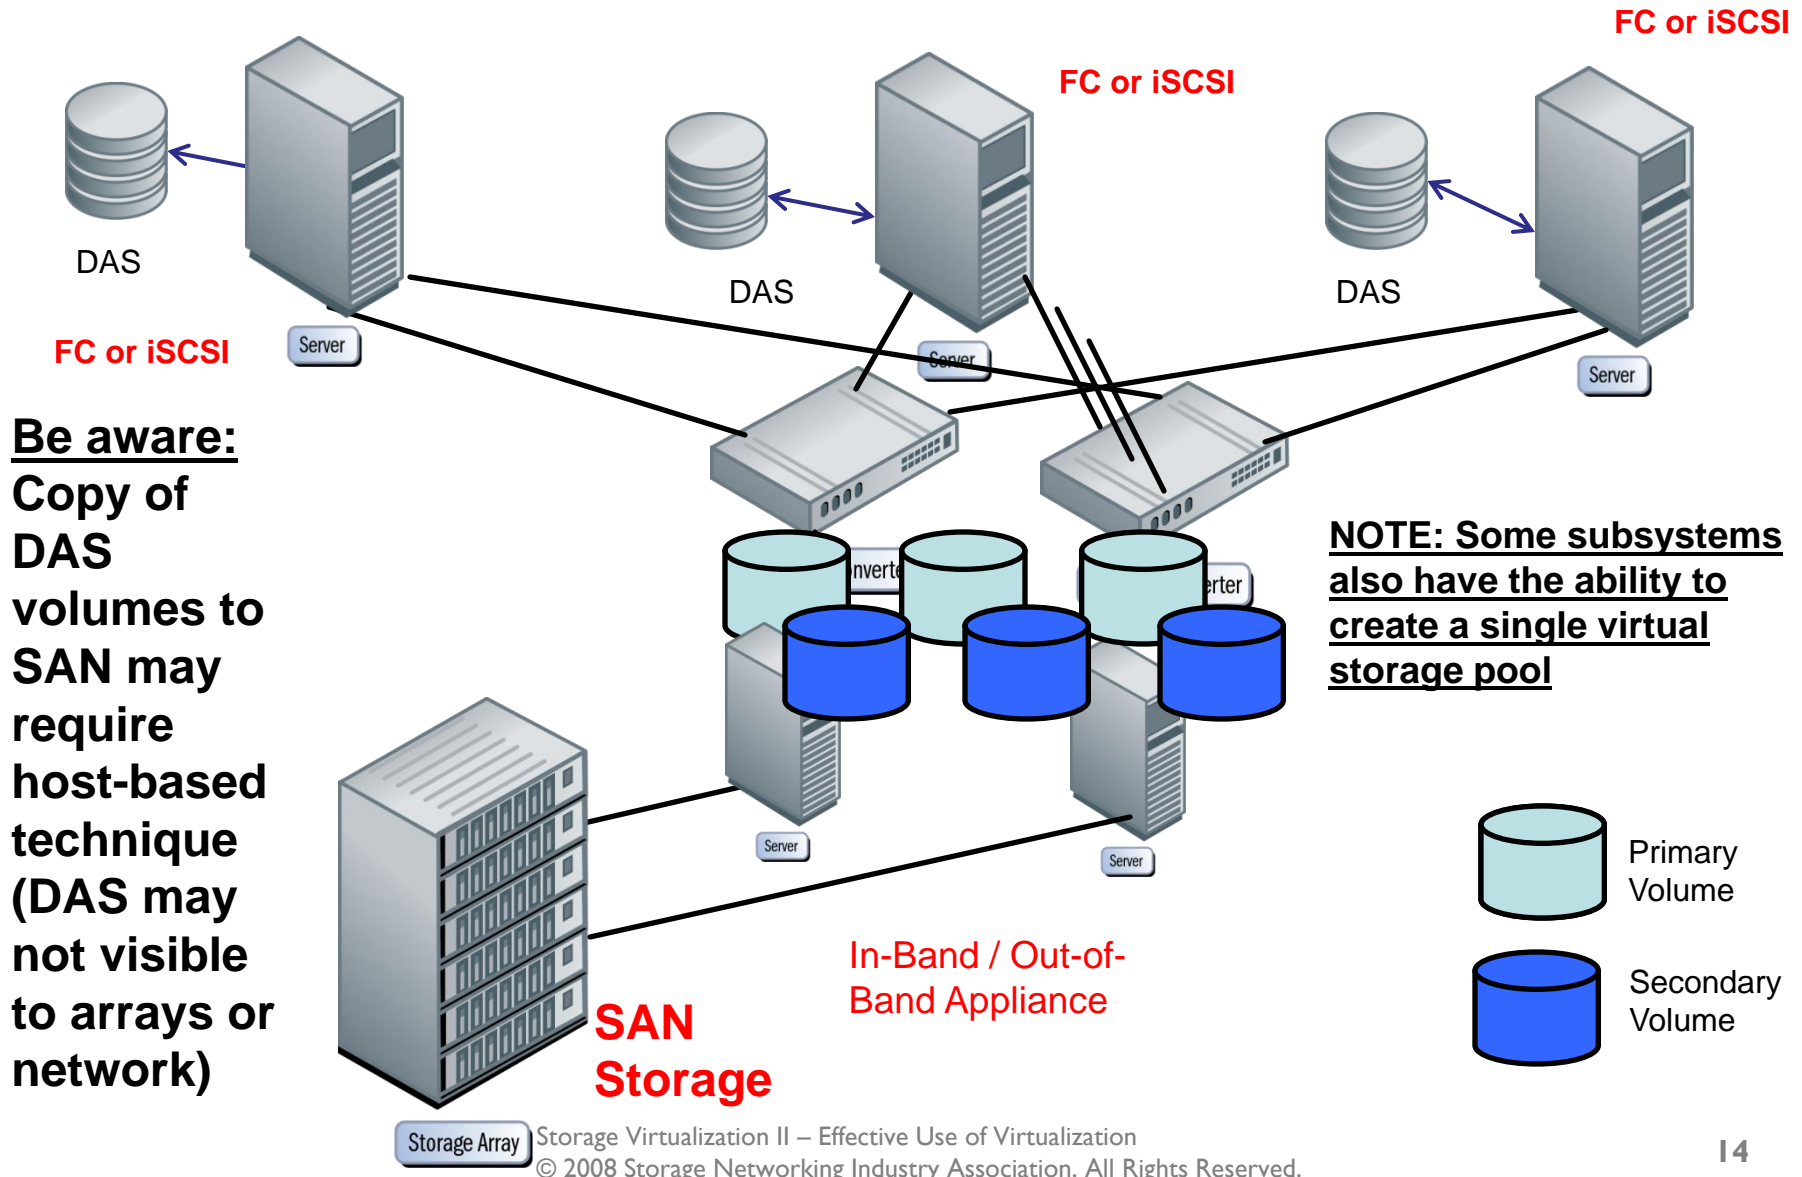 FC or iSCSI
FC or iSCSI
DAS
DAS
DAS
FC or iSCSI
Server
Server
Server
Be aware:
Copy of
DAS
volumes to
SAN may
require
host-based
technique
(DAS may
not visible
to arrays or
network)
NOTE: Some subsystems
also have the ability to
create a single virtual
storage pool
Server
Server
Primary
Volume
Secondary
Volume
In-Band / Out-of-
Band Appliance
SAN
Storage
Storage Array
Storage Virtualization II – Effective Use of Virtualization
© 2008 Storage Networking Industry Association. All Rights Reserved.
14